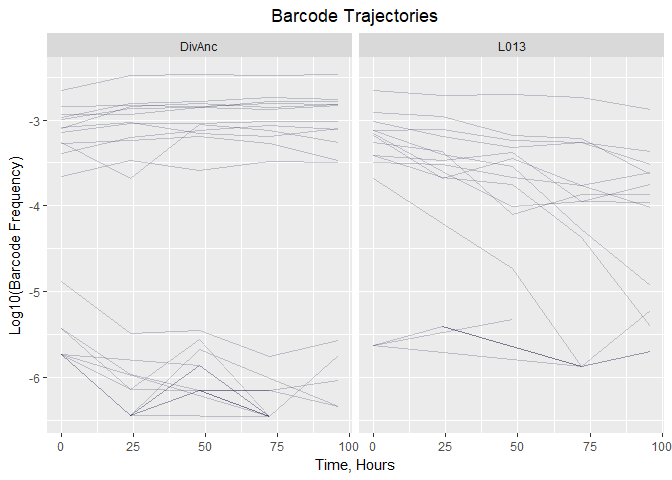 Barcode Trajectories
DivAnc L013
Log10(Barcode Frequency)
-3
-4
-5
-6
0 25 50 75 100 0 25 50 75 100
Time, Hours